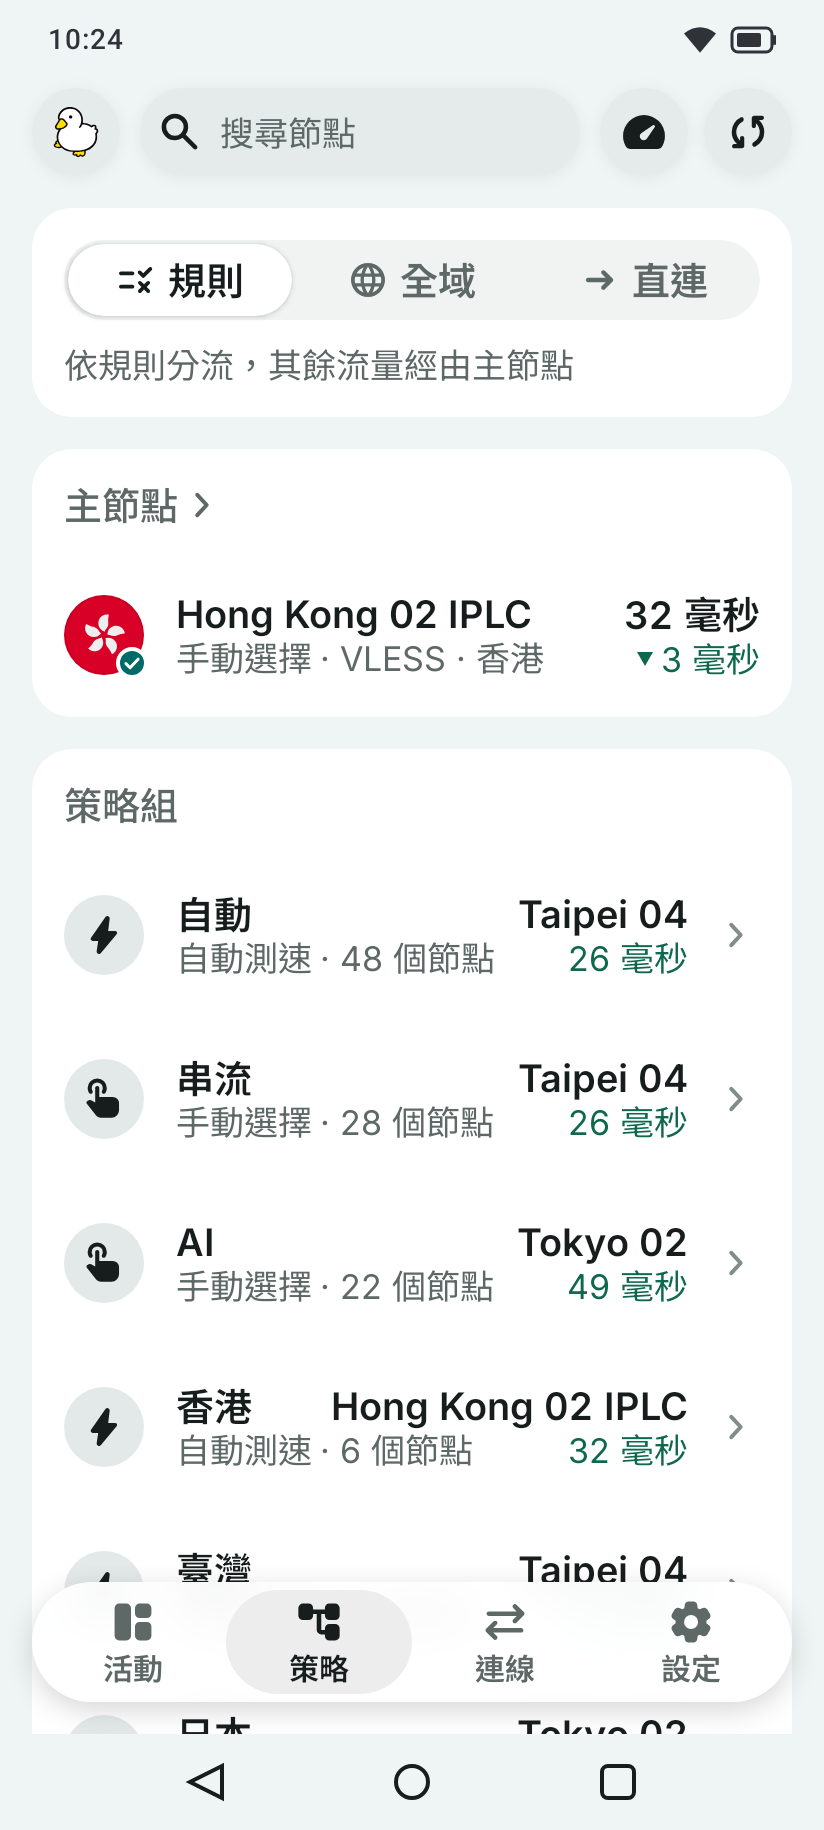 10:24
搜尋節點
規則
全域
直連
依規則分流，其餘流量經由主節點
主節點
Hong Kong 02 IPLC
32 毫秒
手動選擇 · VLESS · 香港
▼3 毫秒
策略組
自動
Taipei 04
自動測速 · 48 個節點
26 毫秒
串流
Taipei 04
手動選擇 · 28 個節點
26 毫秒
AI
Tokyo 02
手動選擇 · 22 個節點
49 毫秒
香港
Hong Kong 02 IPLC
自動測速 · 6 個節點
32 毫秒
臺灣
Taipei 04
活動
策略
連線
設定
日本
Tokyo 02